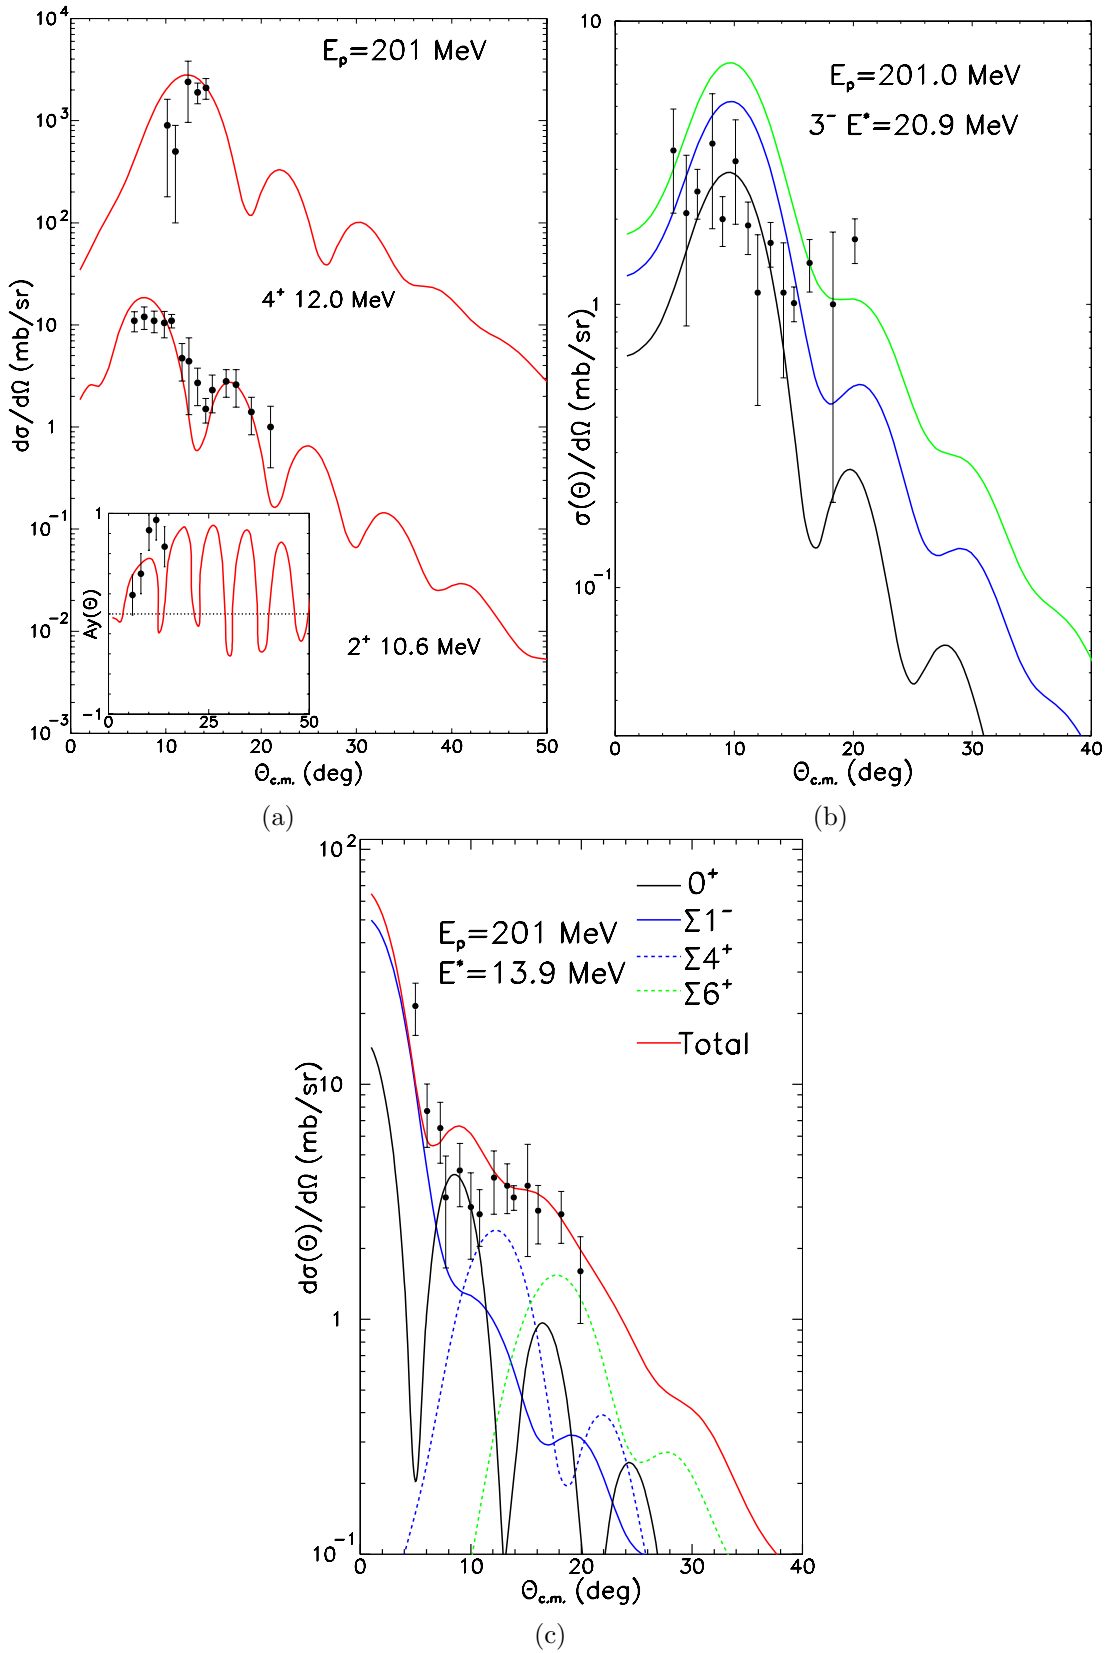 E_p=201 MeV
10^4
10^3
10^2
10
1
10^-1
10^-2
10^-3
dσ/dΩ (mb/sr)
4^+ 12.0 MeV
2^+ 10.6 MeV
1
Ay(Θ)
−1
0 25 50
0 10 20 30 40 50
Θ_c.m. (deg)
(a)
10
1
10^-1
σ(Θ)/dΩ (mb/sr)
E_p=201.0 MeV
3^- E^*=20.9 MeV
0 10 20 30 40
Θ_c.m. (deg)
(b)
10^2
10
1
10^-1
dσ(Θ)/dΩ (mb/sr)
E_p=201 MeV
E^*=13.9 MeV
0^+
Σ1^-
Σ4^+
Σ6^+
Total
0 10 20 30 40
Θ_c.m. (deg)
(c)